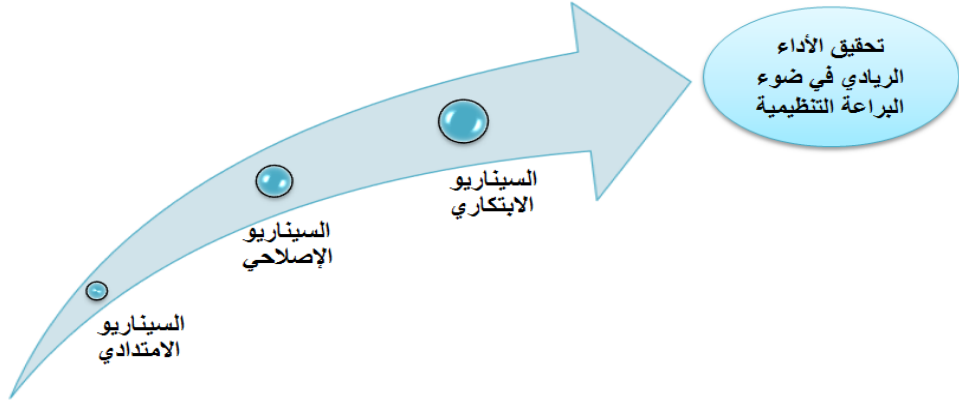 تحقيق الأداء
الريادي في ضوء
البراعة التنظيمية
السيناريو
الابتكاري
السيناريو
الإصلاحي
السيناريو
الامتدادي